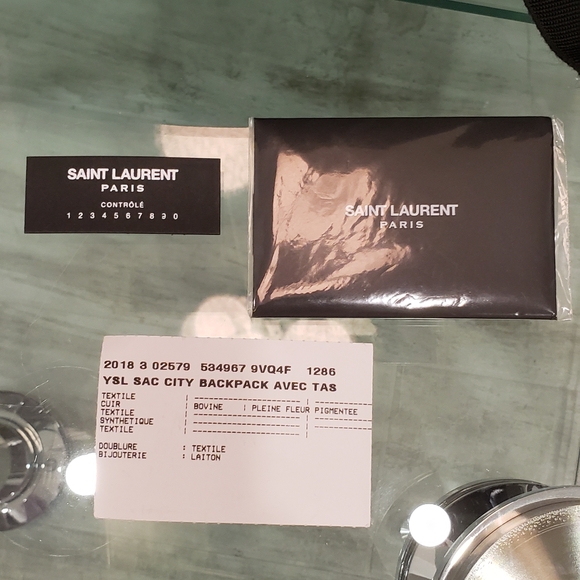 SAINT LAURENT
PARIS
CONTRÔLÉ
1 2 3 4 5 6 7 8 9 0
SAINT LAURENT
PARIS
2018 3 02579 534967 9VQ4F 1286
YSL SAC CITY BACKPACK AVEC TAS
TEXTILE
CUIR | BOVINE : PLEINE FLEUR PIGMENTEE
TEXTILE
SYNTHETIQUE
TEXTILE
DOUBLURE : TEXTILE
BIJOUTERIE : LAITON